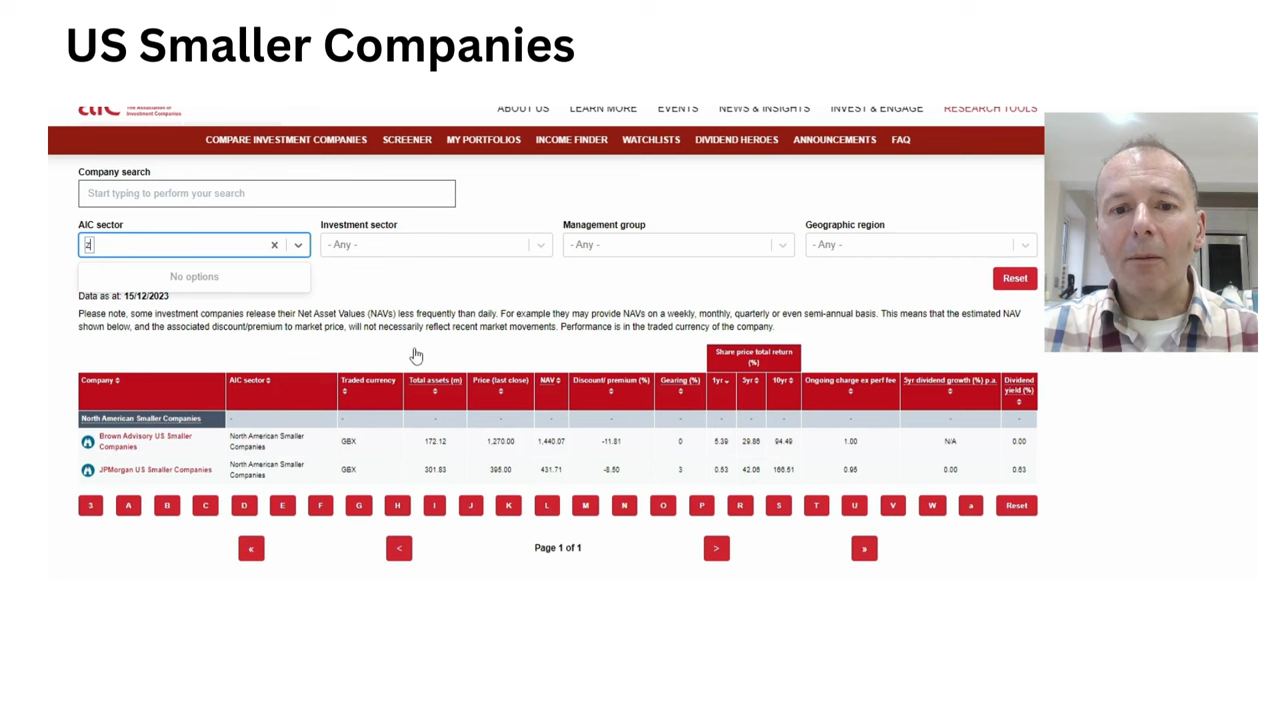 US Smaller Companies
The Association of
Investment Companies
ABOUT US LEARN MORE EVENTS NEWS & INSIGHTS INVEST & ENGAGE RESEARCH TOOLS
COMPARE INVESTMENT COMPANIES SCREENER MY PORTFOLIOS INCOME FINDER WATCHLISTS DIVIDEND HEROES ANNOUNCEMENTS FAQ
Company search
Start typing to perform your search
AIC sector Investment sector Management group Geographic region
z - Any - - Any - - Any -
No options
Reset
Data as at: 15/12/2023
Please note, some investment companies release their Net Asset Values (NAVs) less frequently than daily. For example they may provide NAVs on a weekly, monthly, quarterly or even semi-annual basis. This means that the estimated NAV
shown below, and the associated discount/premium to market price, will not necessarily reflect recent market movements. Performance is in the traded currency of the company.
Share price total return
(%)
Company AIC sector Traded currency Total assets (m) Price (last close) NAV Discount/ premium (%) Gearing (%) 1yr 5yr 10yr Ongoing charge ex perf fee 5yr dividend growth (%) p.a. Dividend
yield (%)
North American Smaller Companies - - - - - - - - - - - - -
Brown Advisory US Smaller
Companies North American Smaller
Companies GBX 172.12 1,270.00 1,440.07 -11.81 0 5.39 29.86 94.49 1.00 N/A 0.00
JPMorgan US Smaller Companies North American Smaller
Companies GBX 301.83 395.00 431.71 -8.50 3 0.53 42.06 166.51 0.95 0.00 0.63
3 A B C D E F G H I J K L M N O P R S T U V W a Reset
« < Page 1 of 1 > »